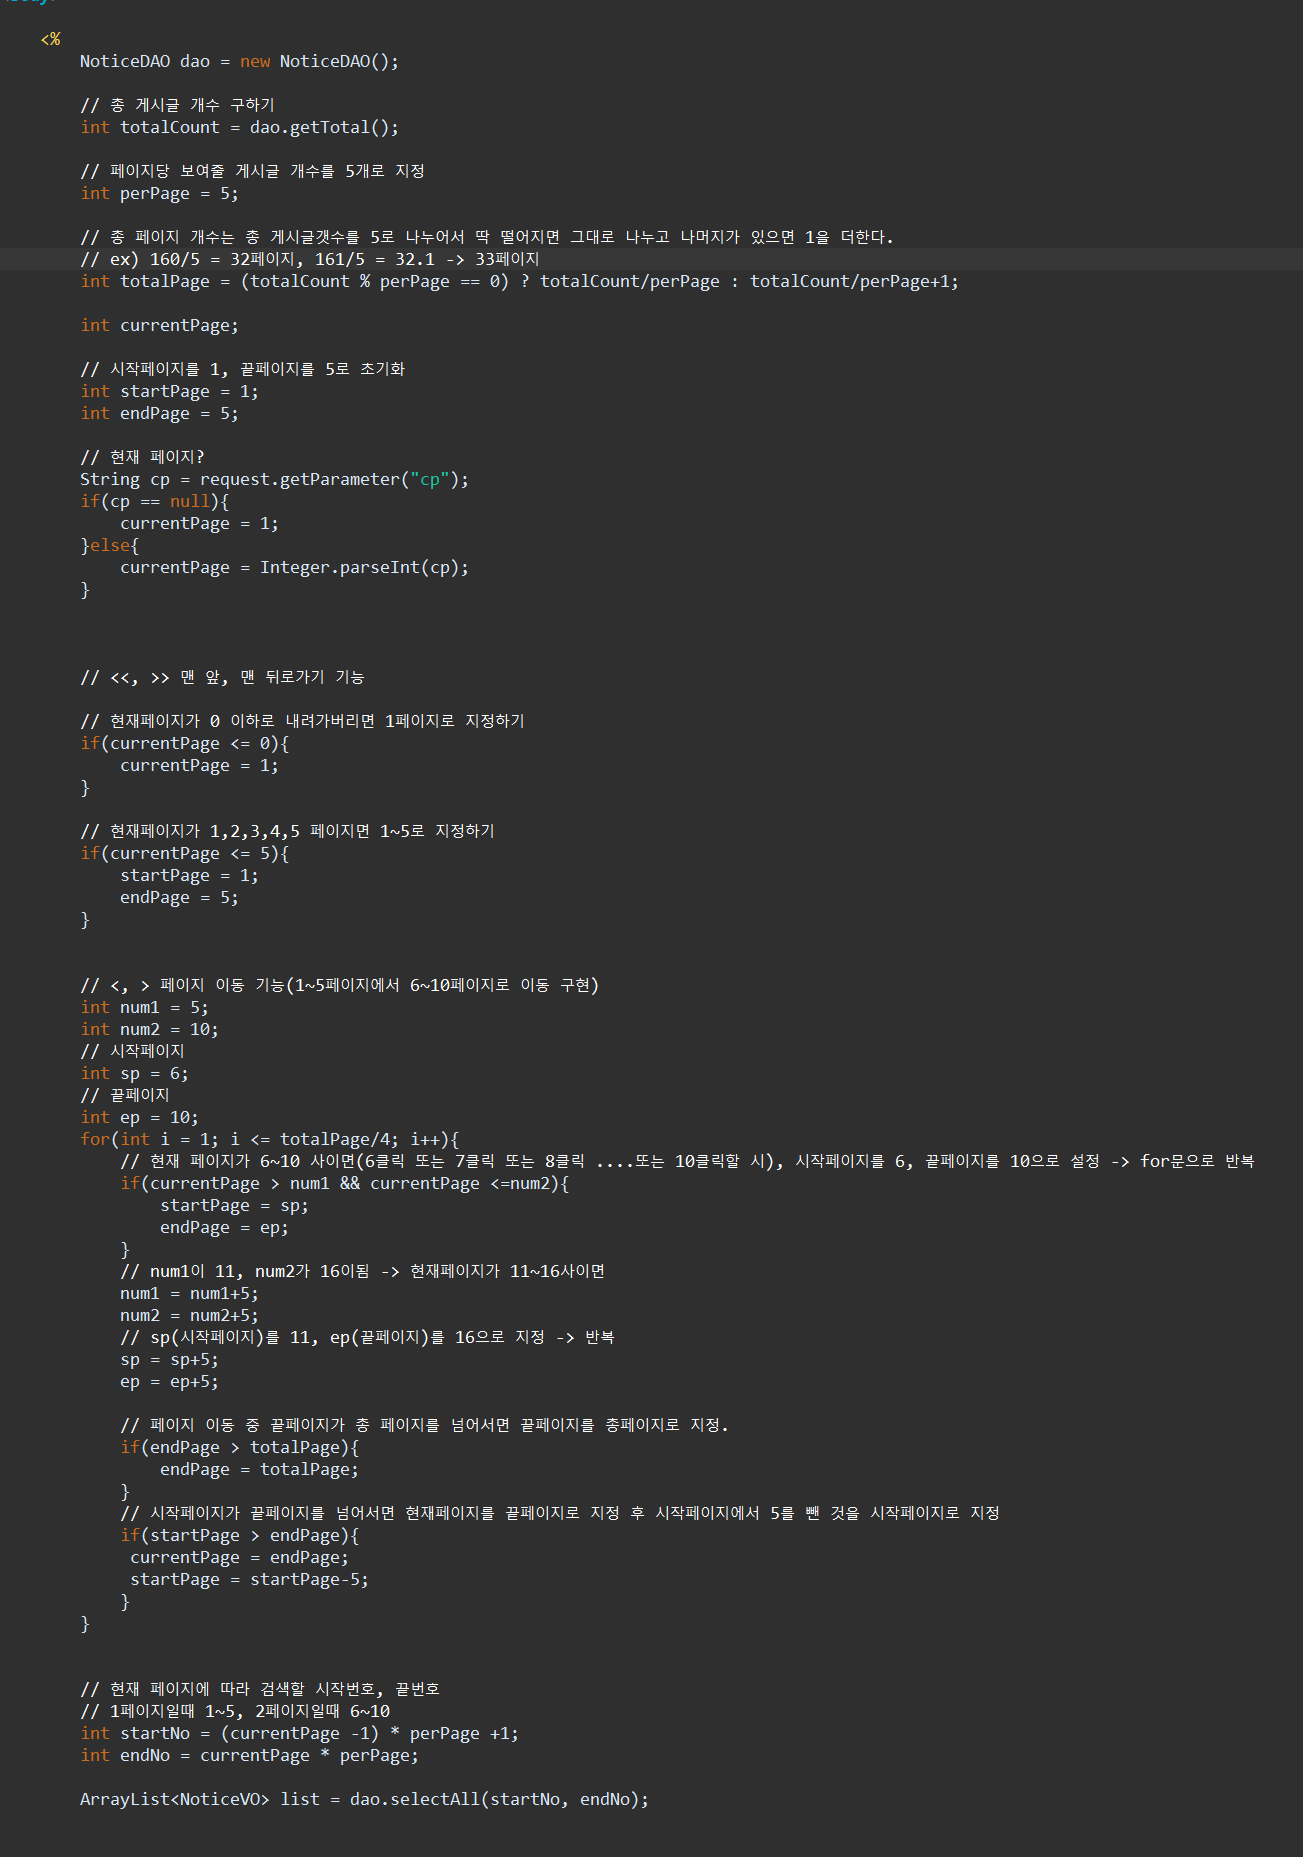 <%
NoticeDAO dao = new NoticeDAO();
// 총 게시글 개수 구하기
int totalCount = dao.getTotal();
// 페이지당 보여줄 게시글 개수를 5개로 지정
int perPage = 5;
// 총 페이지 개수는 총 게시글갯수를 5로 나누어서 딱 떨어지면 그대로 나누고 나머지가 있으면 1을 더한다.
// ex) 160/5 = 32페이지, 161/5 = 32.1 -> 33페이지
int totalPage = (totalCount % perPage == 0) ? totalCount/perPage : totalCount/perPage+1;
int currentPage;
// 시작페이지를 1, 끝페이지를 5로 초기화
int startPage = 1;
int endPage = 5;
// 현재 페이지?
String cp = request.getParameter("cp");
if(cp == null){
currentPage = 1;
}else{
currentPage = Integer.parseInt(cp);
}
// <<, >> 맨 앞, 맨 뒤로가기 기능
// 현재페이지가 0 이하로 내려가버리면 1페이지로 지정하기
if(currentPage <= 0){
currentPage = 1;
}
// 현재페이지가 1,2,3,4,5 페이지면 1~5로 지정하기
if(currentPage <= 5){
startPage = 1;
endPage = 5;
}
// <, > 페이지 이동 기능(1~5페이지에서 6~10페이지로 이동 구현)
int num1 = 5;
int num2 = 10;
// 시작페이지
int sp = 6;
// 끝페이지
int ep = 10;
for(int i = 1; i <= totalPage/4; i++){
// 현재 페이지가 6~10 사이면(6클릭 또는 7클릭 또는 8클릭 ....또는 10클릭할 시), 시작페이지를 6, 끝페이지를 10으로 설정 -> for문으로 반복
if(currentPage > num1 && currentPage <=num2){
startPage = sp;
endPage = ep;
}
// num1이 11, num2가 16이됨 -> 현재페이지가 11~16사이면
num1 = num1+5;
num2 = num2+5;
// sp(시작페이지)를 11, ep(끝페이지)를 16으로 지정 -> 반복
sp = sp+5;
ep = ep+5;
// 페이지 이동 중 끝페이지가 총 페이지를 넘어서면 끝페이지를 총페이지로 지정.
if(endPage > totalPage){
endPage = totalPage;
}
// 시작페이지가 끝페이지를 넘어서면 현재페이지를 끝페이지로 지정 후 시작페이지에서 5를 뺀 것을 시작페이지로 지정
if(startPage > endPage){
currentPage = endPage;
startPage = startPage-5;
}
}
// 현재 페이지에 따라 검색할 시작번호, 끝번호
// 1페이지일때 1~5, 2페이지일때 6~10
int startNo = (currentPage -1) * perPage +1;
int endNo = currentPage * perPage;
ArrayList<NoticeVO> list = dao.selectAll(startNo, endNo);